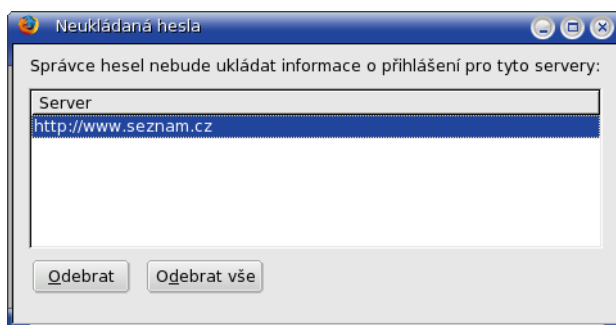 Neukládaná hesla
Správce hesel nebude ukládat informace o přihlášení pro tyto servery:
Server
http://www.seznam.cz
Odebrat Odebrat vše